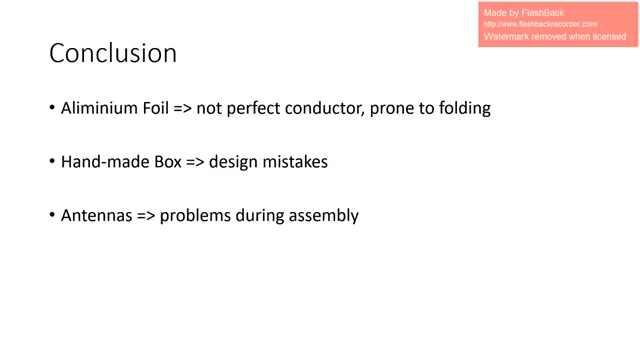 Made by FlashBack
http://www.flashbackrecorder.com/
Watermark removed when licensed
Conclusion
• Aliminium Foil => not perfect conductor, prone to folding
• Hand-made Box => design mistakes
• Antennas => problems during assembly